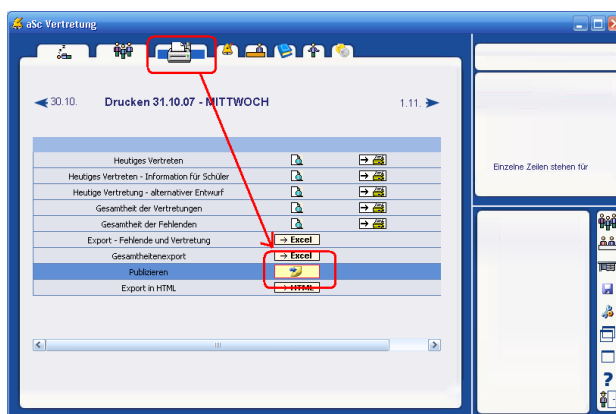 aSc Vertretung
30.10. Drucken 31.10.07 - MITTWOCH 1.11.
Heutiges Vertreten
Heutiges Vertreten - Information für Schüler
Heutige Vertretung - alternativer Entwurf
Gesamtheit der Vertretungen
Gesamtheit der Fehlenden
Export - Fehlende und Vertretung → Excel
Gesamtheitenexport → Excel
Publizieren
Export in HTML → HTML
Einzelne Zeilen stehen für